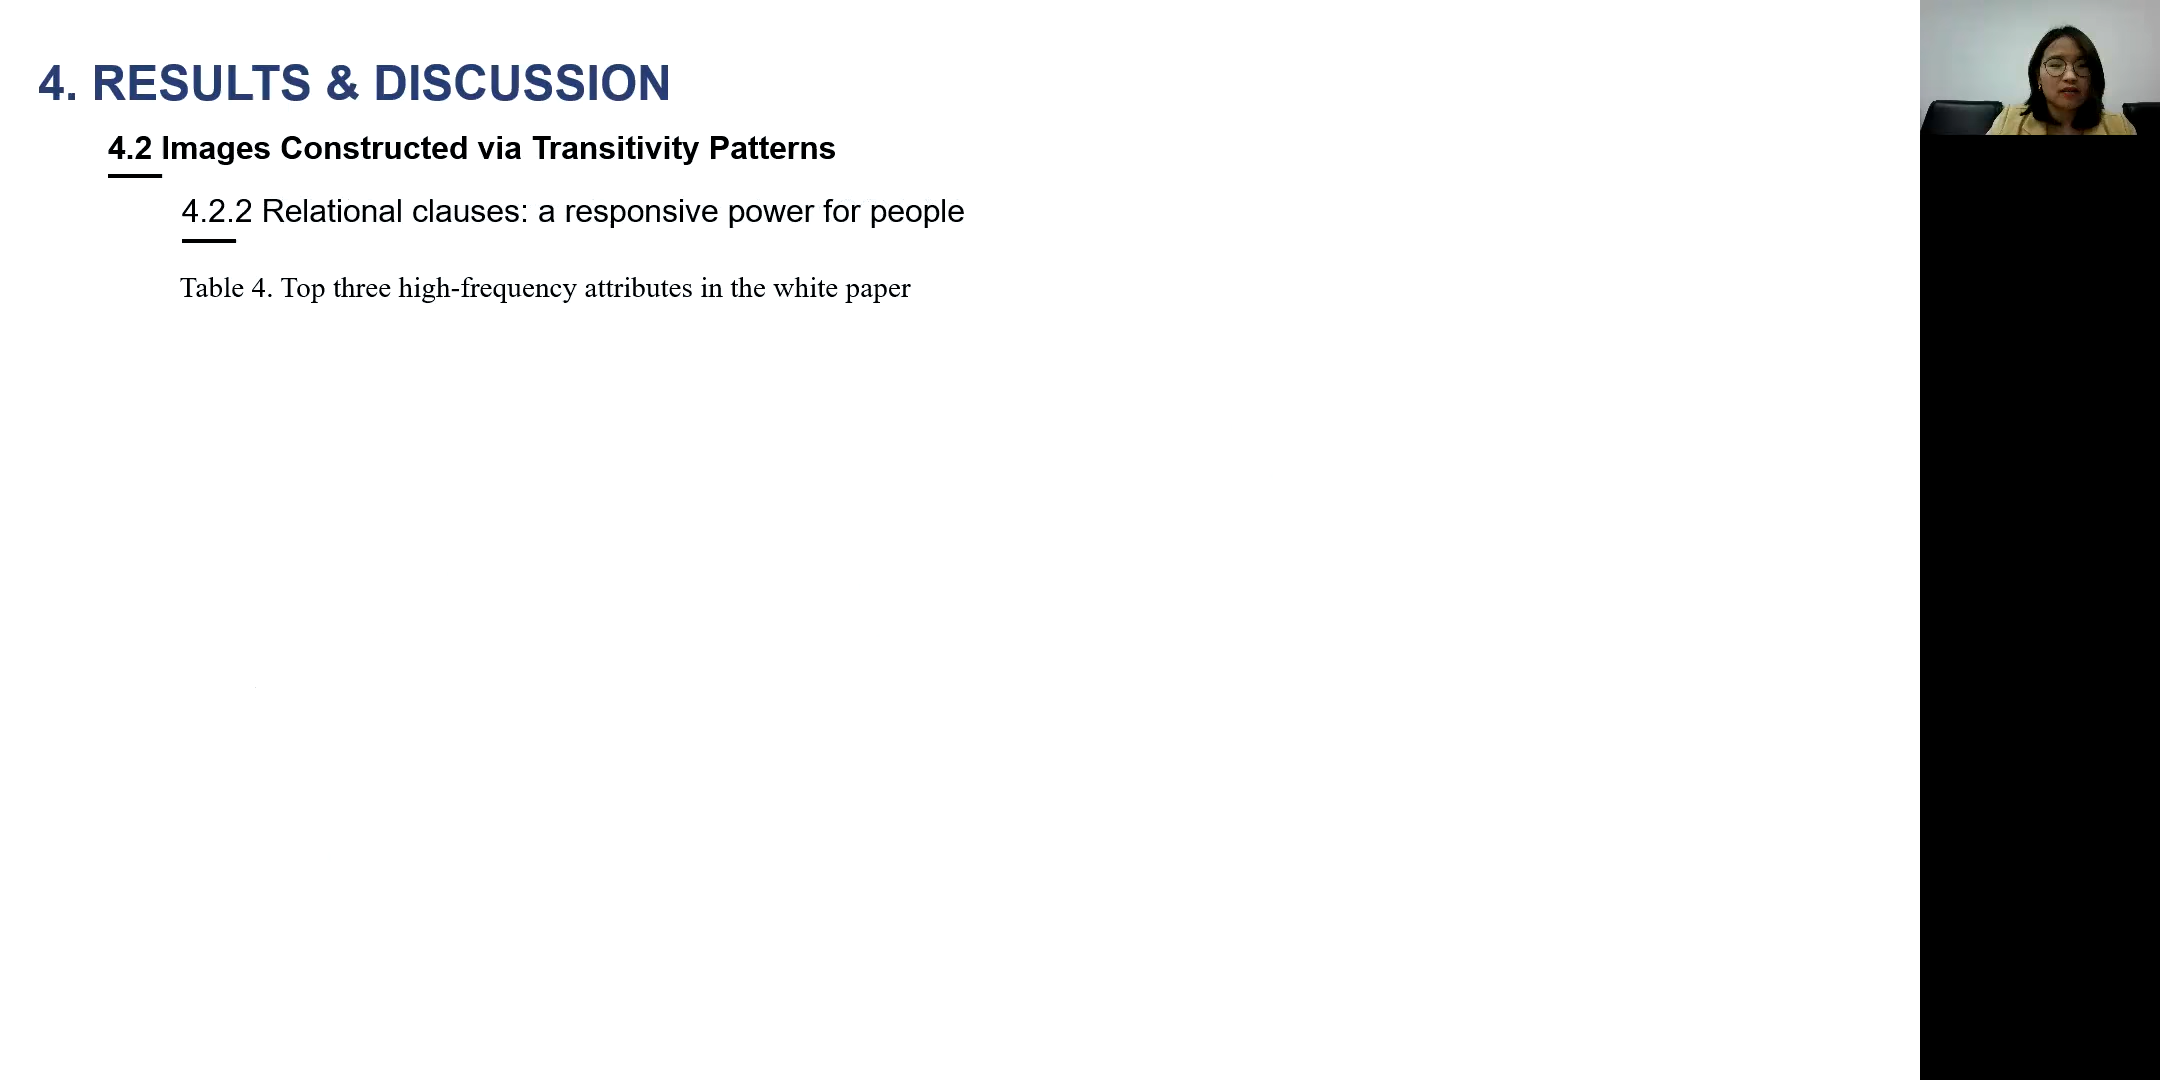 4. RESULTS & DISCUSSION
4.2 Images Constructed via Transitivity Patterns
4.2.2 Relational clauses: a responsive power for people
Table 4. Top three high-frequency attributes in the white paper